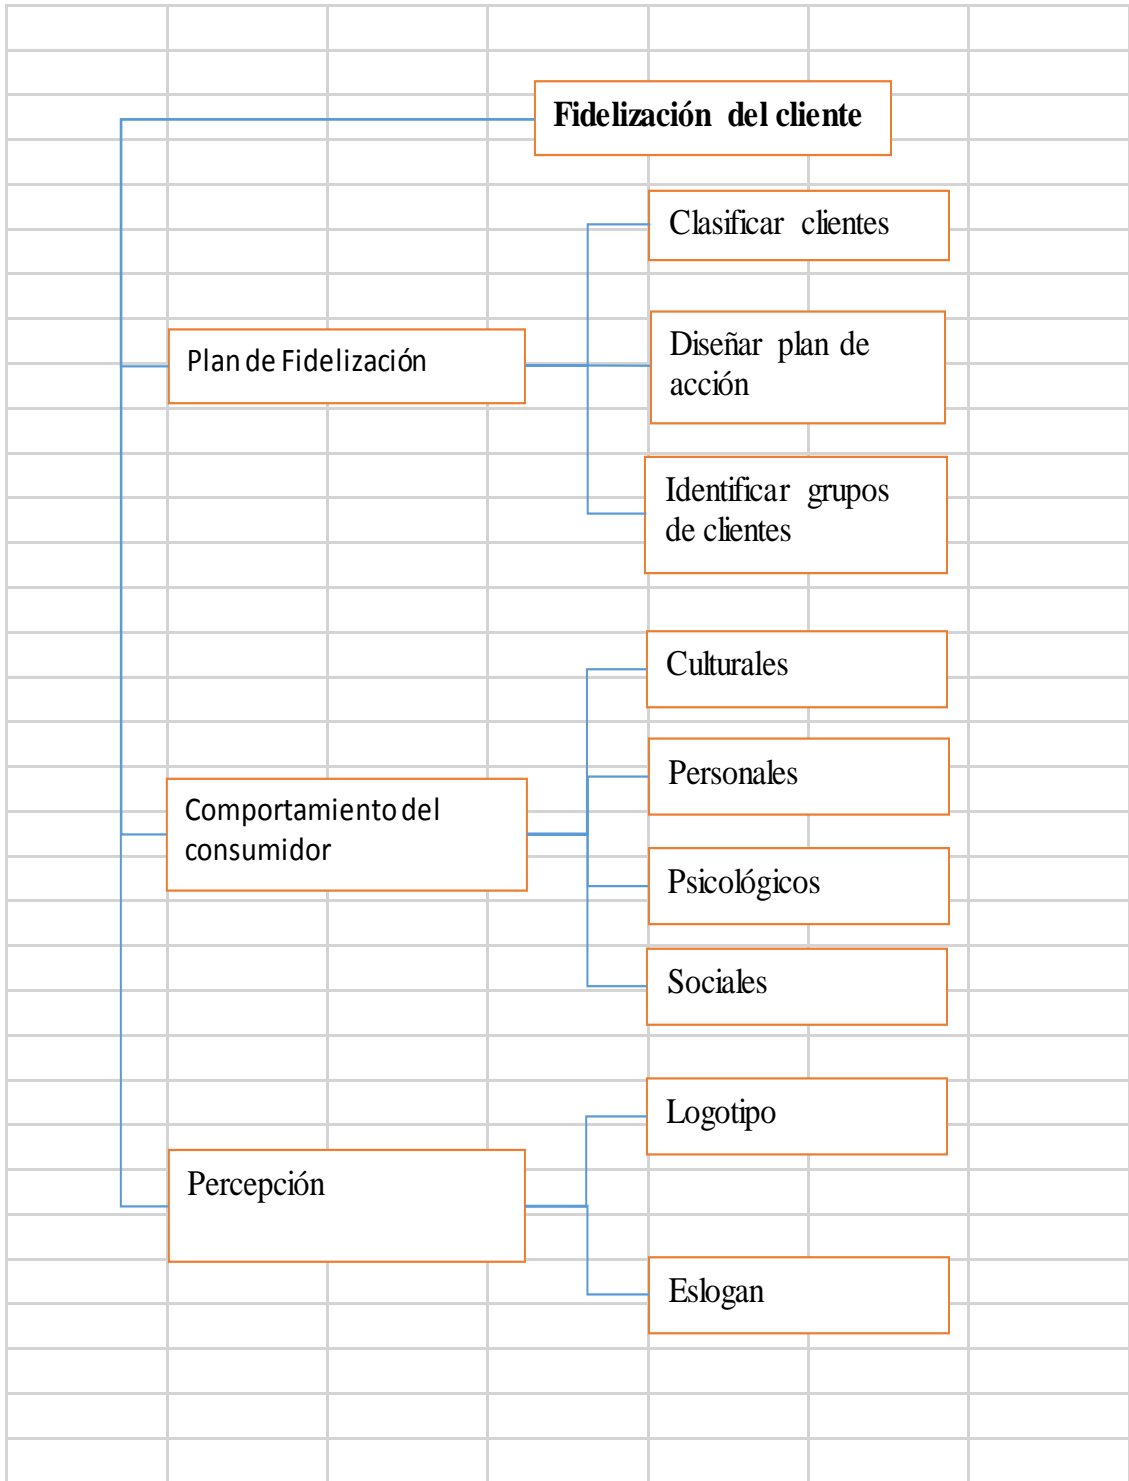 Fidelización del cliente
Clasificar clientes
Plan de Fidelización
Diseñar plan de
acción
Identificar grupos
de clientes
Culturales
Personales
Comportamiento del
consumidor
Psicológicos
Sociales
Logotipo
Percepción
Eslogan